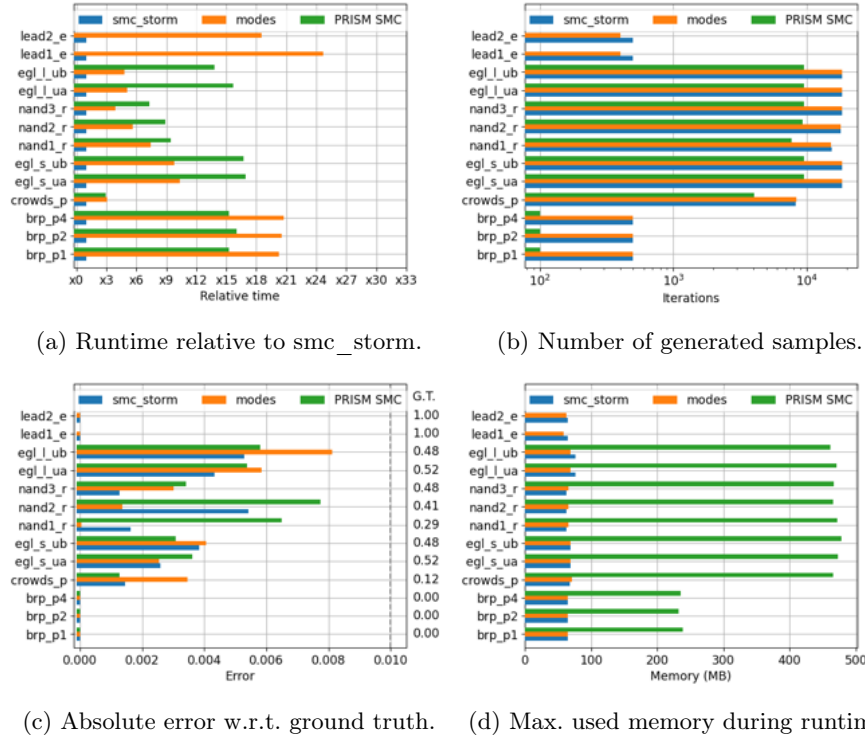 smc_storm modes PRISM SMC
lead2_e
lead1_e
egl_l_ub
egl_l_ua
nand3_r
nand2_r
nand1_r
egl_s_ub
egl_s_ua
crowds_p
brp_p4
brp_p2
brp_p1
x0 x3 x6 x9 x12 x15 x18 x21 x24 x27 x30 x33
Relative time
(a) Runtime relative to smc_storm.
smc_storm modes PRISM SMC
lead2_e
lead1_e
egl_l_ub
egl_l_ua
nand3_r
nand2_r
nand1_r
egl_s_ub
egl_s_ua
crowds_p
brp_p4
brp_p2
brp_p1
10² 10³ 10⁴
Iterations
(b) Number of generated samples.
smc_storm modes PRISM SMC G.T.
lead2_e 1.00
lead1_e 1.00
egl_l_ub 0.48
egl_l_ua 0.52
nand3_r 0.48
nand2_r 0.41
nand1_r 0.29
egl_s_ub 0.48
egl_s_ua 0.52
crowds_p 0.12
brp_p4 0.00
brp_p2 0.00
brp_p1 0.00
0.000 0.002 0.004 0.006 0.008 0.010
Error
(c) Absolute error w.r.t. ground truth.
smc_storm modes PRISM SMC
lead2_e
lead1_e
egl_l_ub
egl_l_ua
nand3_r
nand2_r
nand1_r
egl_s_ub
egl_s_ua
crowds_p
brp_p4
brp_p2
brp_p1
0 100 200 300 400 500
Memory (MB)
(d) Max. used memory during runtin